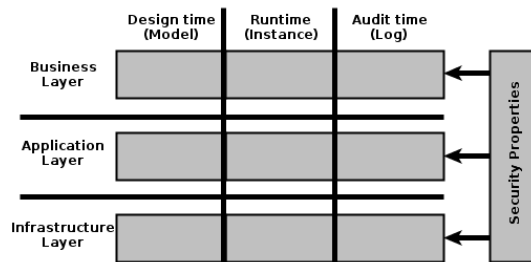 Design time
(Model)
Runtime
(Instance)
Audit time
(Log)
Business
Layer
Application
Layer
Infrastructure
Layer
Security Properties